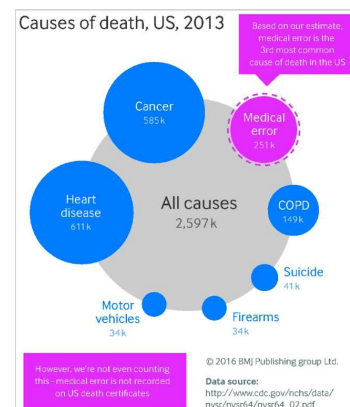 Causes of death, US, 2013
Based on our estimate,
medical error is the
3rd most common
cause of death in the US
Cancer
585k
Medical
error
251k
Heart
disease
611k
All causes
2,597k
COPD
149k
Suicide
41k
Motor
vehicles
34k
Firearms
34k
However, we're not even counting
this - medical error is not recorded
on US death certificates
© 2016 BMJ Publishing group Ltd.
Data source:
http://www.cdc.gov/nchs/data/
nvsr/nvsr64/nvsr64_02.pdf